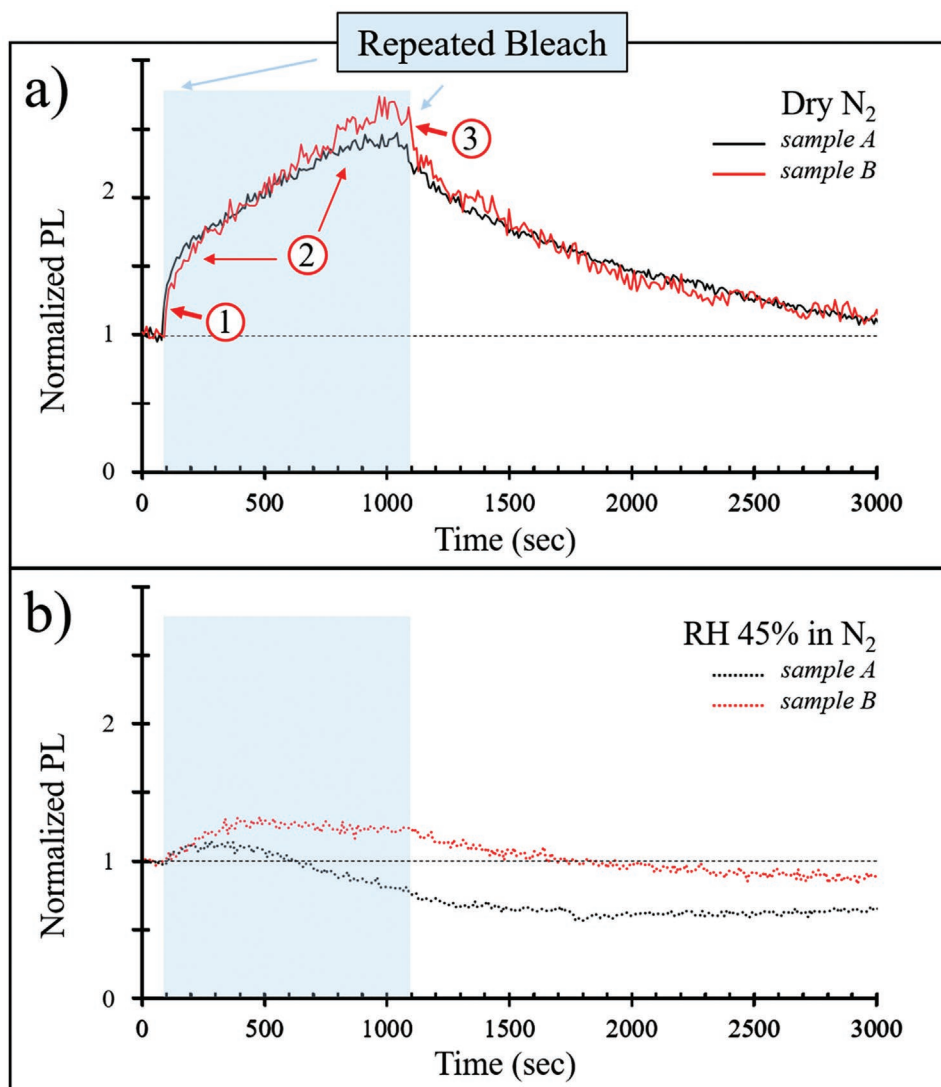 Repeated Bleach
a)
Dry N₂
sample A
sample B
3
2
1
Normalized PL
2
1
0
0 500 1000 1500 2000 2500 3000
Time (sec)
b)
RH 45% in N₂
sample A
sample B
Normalized PL
2
1
0
0 500 1000 1500 2000 2500 3000
Time (sec)